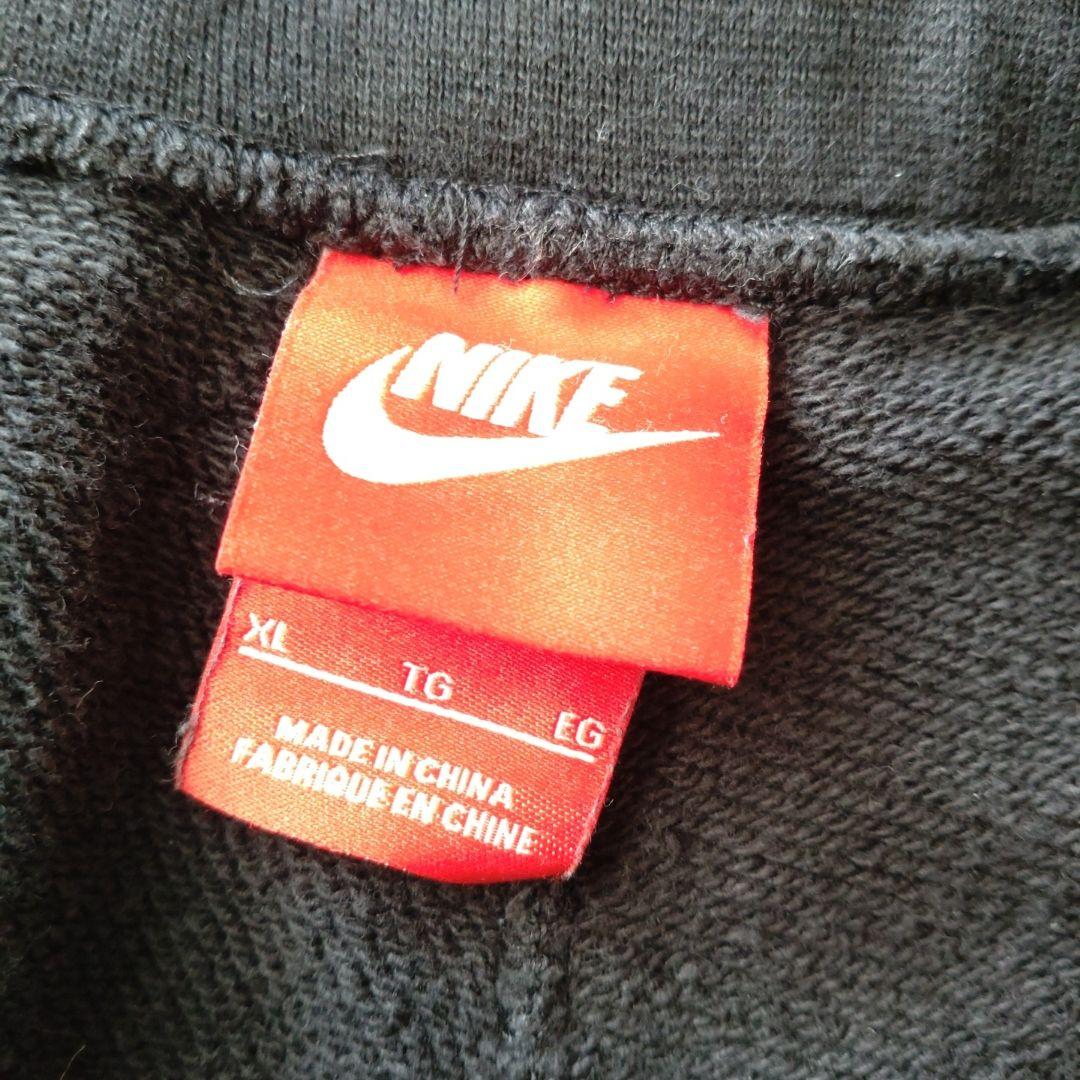 NIKE
XL TG EG
MADE IN CHINA
FABRIQUE EN CHINE